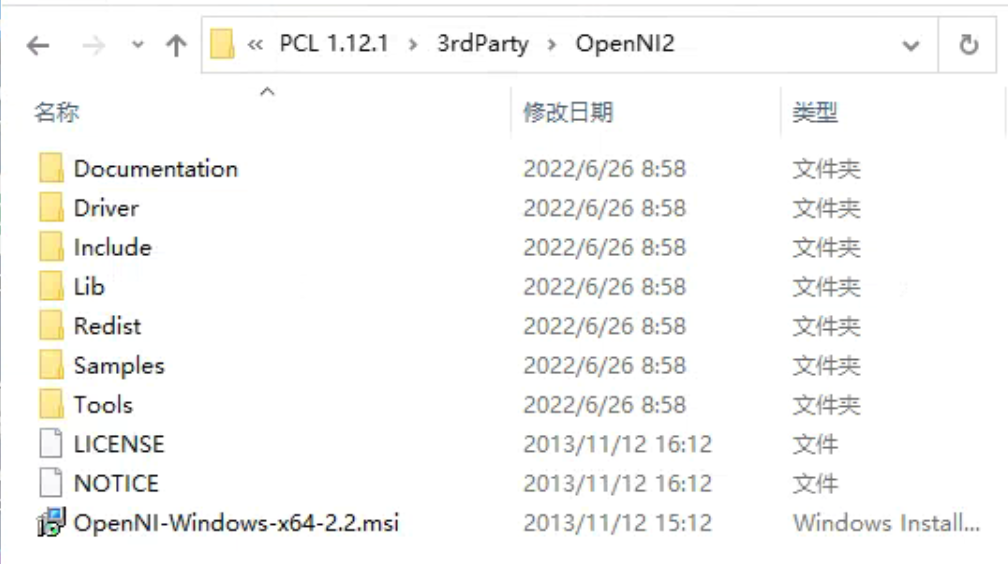 « PCL 1.12.1 › 3rdParty › OpenNI2
名称 修改日期 类型
Documentation 2022/6/26 8:58 文件夹
Driver 2022/6/26 8:58 文件夹
Include 2022/6/26 8:58 文件夹
Lib 2022/6/26 8:58 文件夹
Redist 2022/6/26 8:58 文件夹
Samples 2022/6/26 8:58 文件夹
Tools 2022/6/26 8:58 文件夹
LICENSE 2013/11/12 16:12 文件
NOTICE 2013/11/12 16:12 文件
OpenNI-Windows-x64-2.2.msi 2013/11/12 15:12 Windows Install...